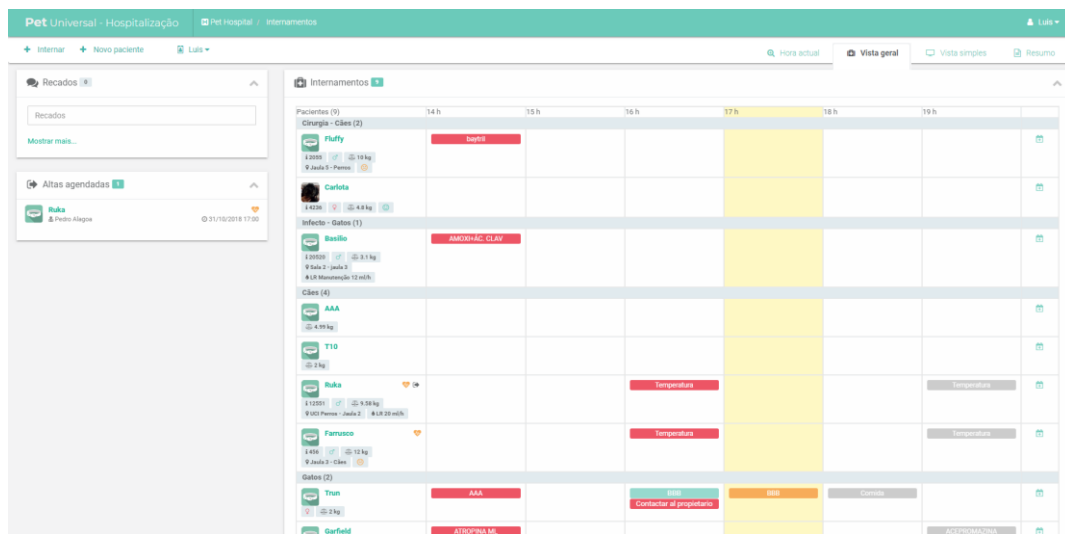 Pet Universal - Hospitalização
Pet Hospital / Internamentos
Luis
Internar
Novo paciente
Luis
Hora actual
Vista geral
Vista simples
Resumo
Recados 0
Recados
Mostrar mais...
Altas agendadas 1
Ruka
Pedro Alagoa
31/10/2018 17:00
Internamentos 9
Pacientes (9) 14 h 15 h 16 h 17 h 18 h 19 h
Cirurgia - Cães (2)
Fluffy
baytril
2055 10 kg
Jaula 5 - Perros
Carlota
4236 4.8 kg
Infecto - Gatos (1)
Basílio
AMOXI+ÁC. CLAV
20520 3.1 kg
Sala 2 - jaula 3
LR Manutenção 12 ml/h
Cães (4)
AAA
4.99 kg
T10
2 kg
Ruka
Temperatura Temperatura
12551 9.58 kg
UCI Perros - Jaula 2 LR 20 ml/h
Farrusco
Temperatura Temperatura
456 12 kg
Jaula 3 - Cães
Gatos (2)
Trun
AAA BBB BBB Comida
Contactar al propietario
2 kg
Garfield
ATROPINA ML ACEPROMAZINA